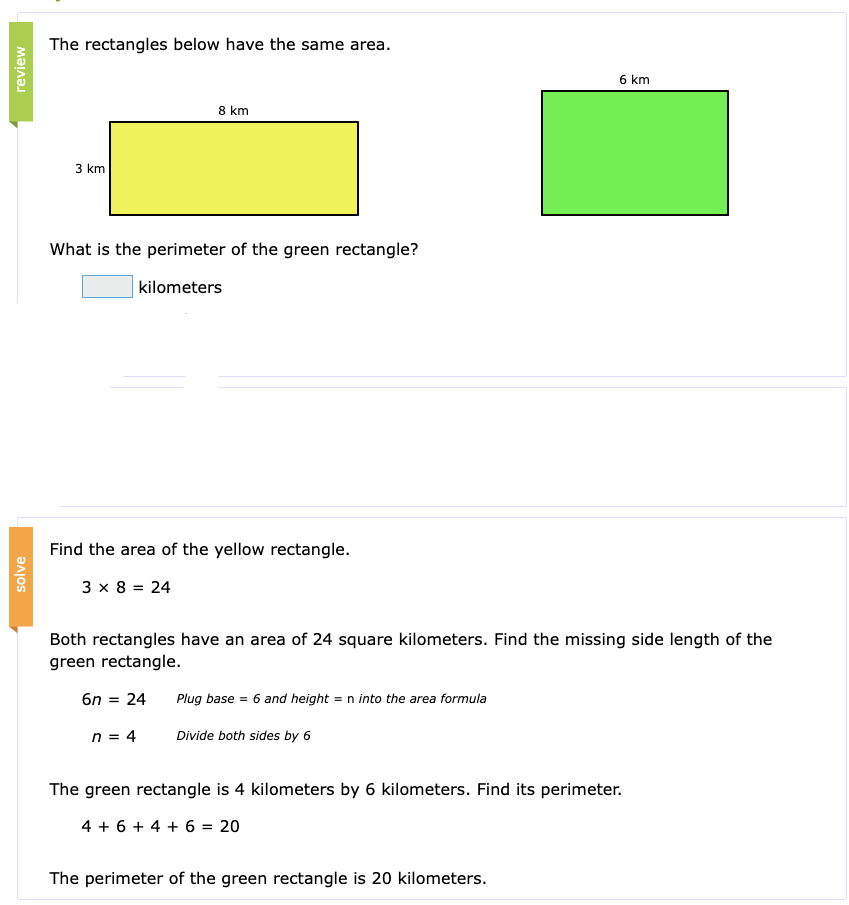 review
The rectangles below have the same area.
8 km
3 km
6 km
What is the perimeter of the green rectangle?
kilometers
solve
Find the area of the yellow rectangle.
3 × 8 = 24
Both rectangles have an area of 24 square kilometers. Find the missing side length of the
green rectangle.
6n = 24 Plug base = 6 and height = n into the area formula
n = 4 Divide both sides by 6
The green rectangle is 4 kilometers by 6 kilometers. Find its perimeter.
4 + 6 + 4 + 6 = 20
The perimeter of the green rectangle is 20 kilometers.